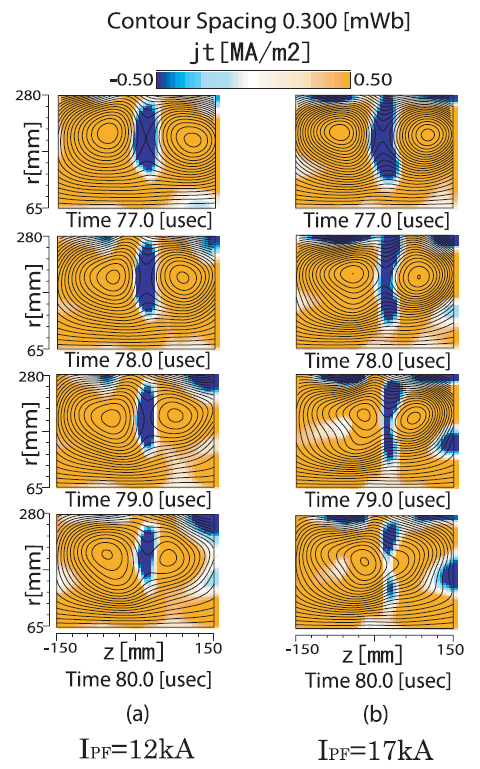 Contour Spacing 0.300 [mWb]
jt[MA/m2]
-0.50 0.50
280
r[mm]
65
Time 77.0 [usec] Time 77.0 [usec]
280
r[mm]
65
Time 78.0 [usec] Time 78.0 [usec]
280
r[mm]
65
Time 79.0 [usec] Time 79.0 [usec]
280
r[mm]
65
-150 z[mm] 150 -150 z[mm] 150
Time 80.0 [usec] Time 80.0 [usec]
(a) (b)
IPF=12kA IPF=17kA